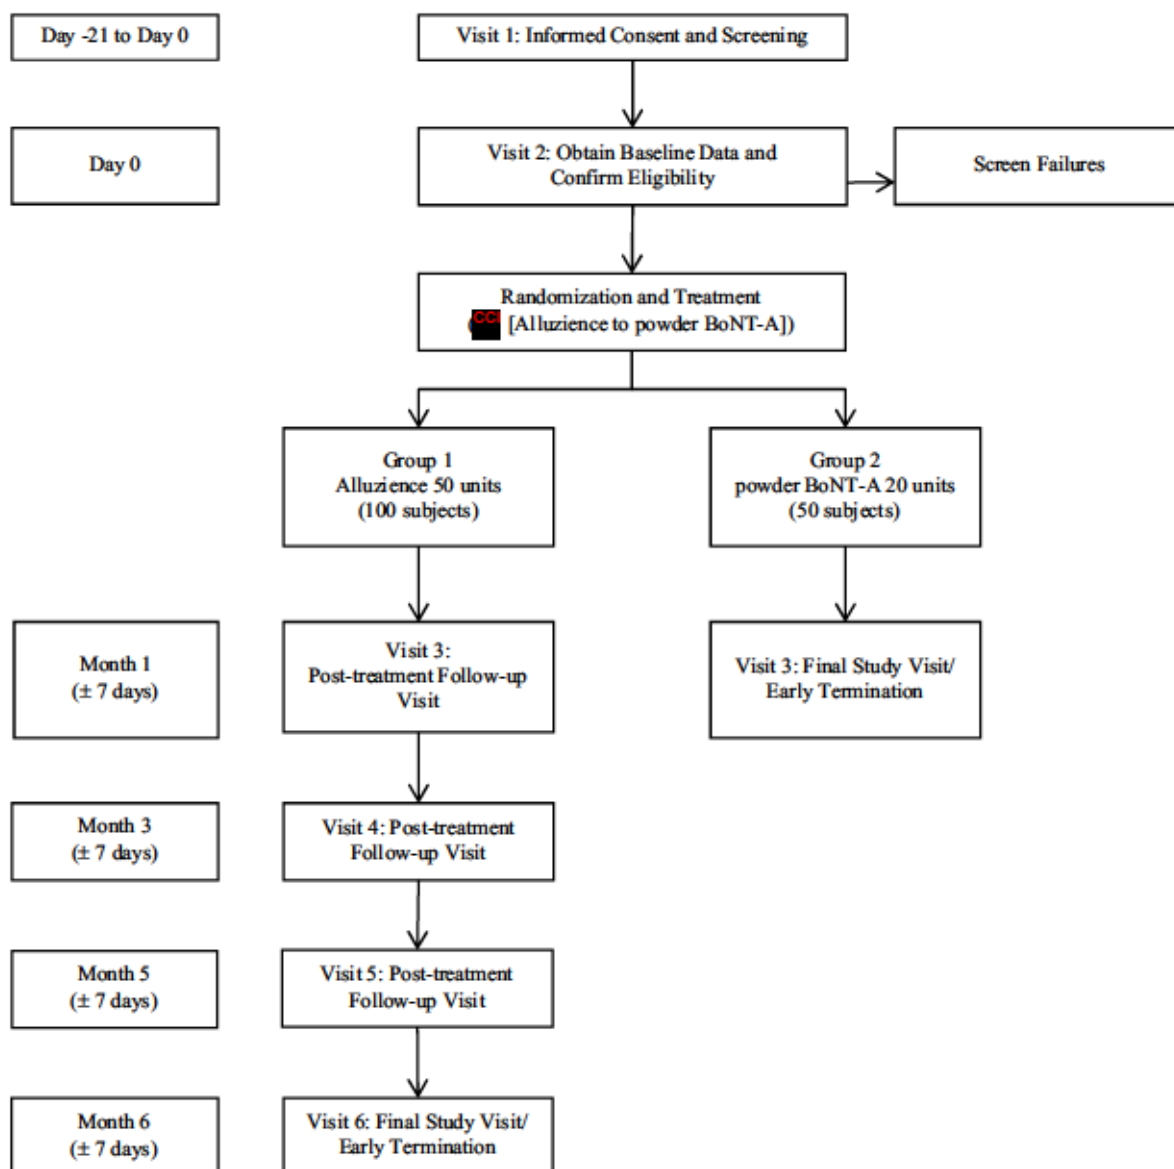 Day -21 to Day 0
Visit 1: Informed Consent and Screening
Day 0
Visit 2: Obtain Baseline Data and
Confirm Eligibility
Screen Failures
Randomization and Treatment
(CCI [Alluzience to powder BoNT-A])
Group 1
Alluzience 50 units
(100 subjects)
Group 2
powder BoNT-A 20 units
(50 subjects)
Month 1
(± 7 days)
Visit 3:
Post-treatment Follow-up
Visit
Visit 3: Final Study Visit/
Early Termination
Month 3
(± 7 days)
Visit 4: Post-treatment
Follow-up Visit
Month 5
(± 7 days)
Visit 5: Post-treatment
Follow-up Visit
Month 6
(± 7 days)
Visit 6: Final Study Visit/
Early Termination